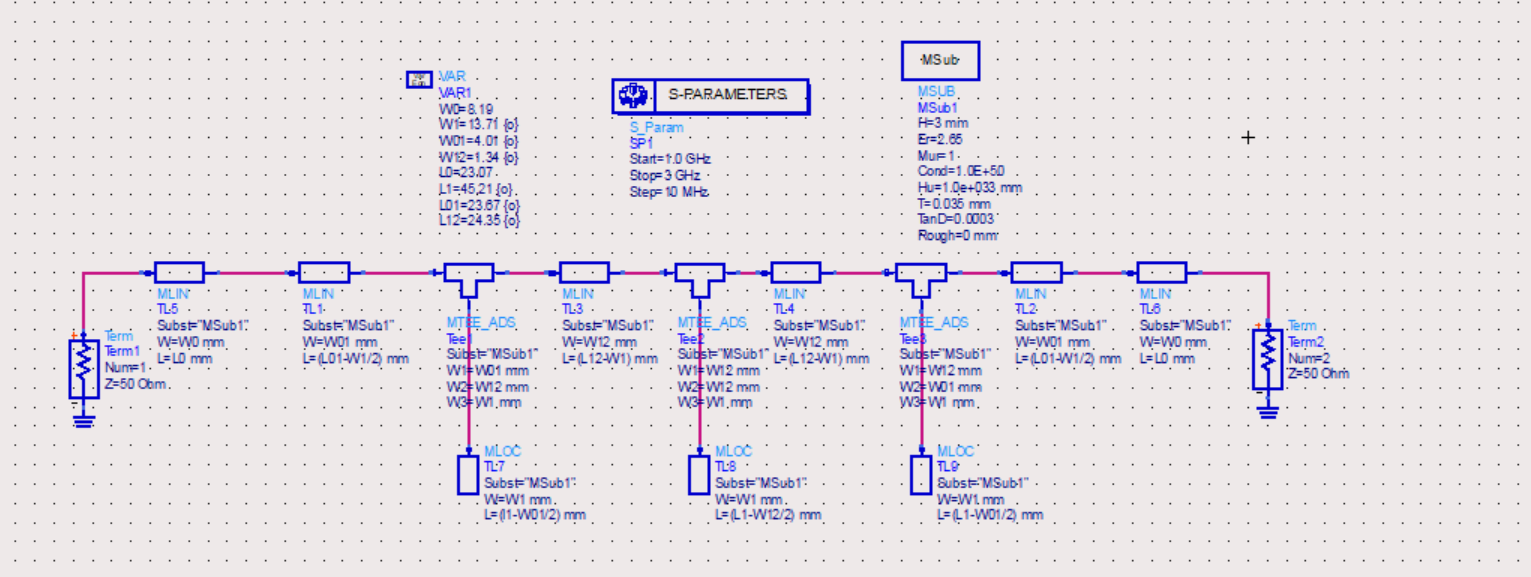 VAR
VAR1
W0=8.19
W1=13.71 {o}
W01=4.01 {o}
W12=1.34 {o}
L0=23.07
L1=45.21 {o}
L01=23.67 {o}
L12=24.35 {o}
S-PARAMETERS
S_Param
SP1
Start=1.0 GHz
Stop=3 GHz
Step=10 MHz
MSub
MSUB
MSub1
H=3 mm
Er=2.65
Mur=1
Cond=1.0E+50
Hu=1.0e+033 mm
T=0.035 mm
TanD=0.0003
Rough=0 mm
Term
Term1
Num=1
Z=50 Ohm
MLIN
TL5
Subst="MSub1"
W=W0 mm
L=L0 mm
MLIN
TL1
Subst="MSub1"
W=W01 mm
L=(L01-W1/2) mm
MTEE_ADS
Tee1
Subst="MSub1"
W1=W01 mm
W2=W12 mm
W3=W1 mm
MLIN
TL3
Subst="MSub1"
W=W12 mm
L=(L12-W1) mm
MTEE_ADS
Tee2
Subst="MSub1"
W1=W12 mm
W2=W12 mm
W3=W1 mm
MLIN
TL4
Subst="MSub1"
W=W12 mm
L=(L12-W1) mm
MTEE_ADS
Tee3
Subst="MSub1"
W1=W12 mm
W2=W01 mm
W3=W1 mm
MLIN
TL2
Subst="MSub1"
W=W01 mm
L=(L01-W1/2) mm
MLIN
TL6
Subst="MSub1"
W=W0 mm
L=L0 mm
Term
Term2
Num=2
Z=50 Ohm
MLOC
TL7
Subst="MSub1"
W=W1 mm
L=(l1-W01/2) mm
MLOC
TL8
Subst="MSub1"
W=W1 mm
L=(L1-W12/2) mm
MLOC
TL9
Subst="MSub1"
W=W1 mm
L=(L1-W01/2) mm